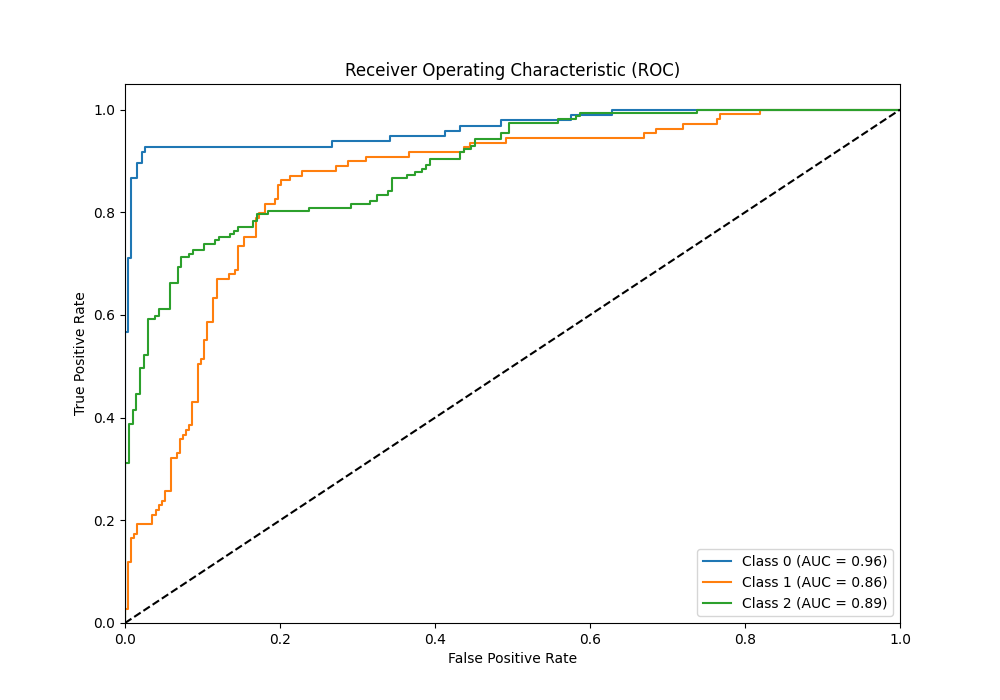 Receiver Operating Characteristic (ROC)
True Positive Rate
1.0
0.8
0.6
0.4
0.2
0.0
0.0 0.2 0.4 0.6 0.8 1.0
False Positive Rate
Class 0 (AUC = 0.96)
Class 1 (AUC = 0.86)
Class 2 (AUC = 0.89)